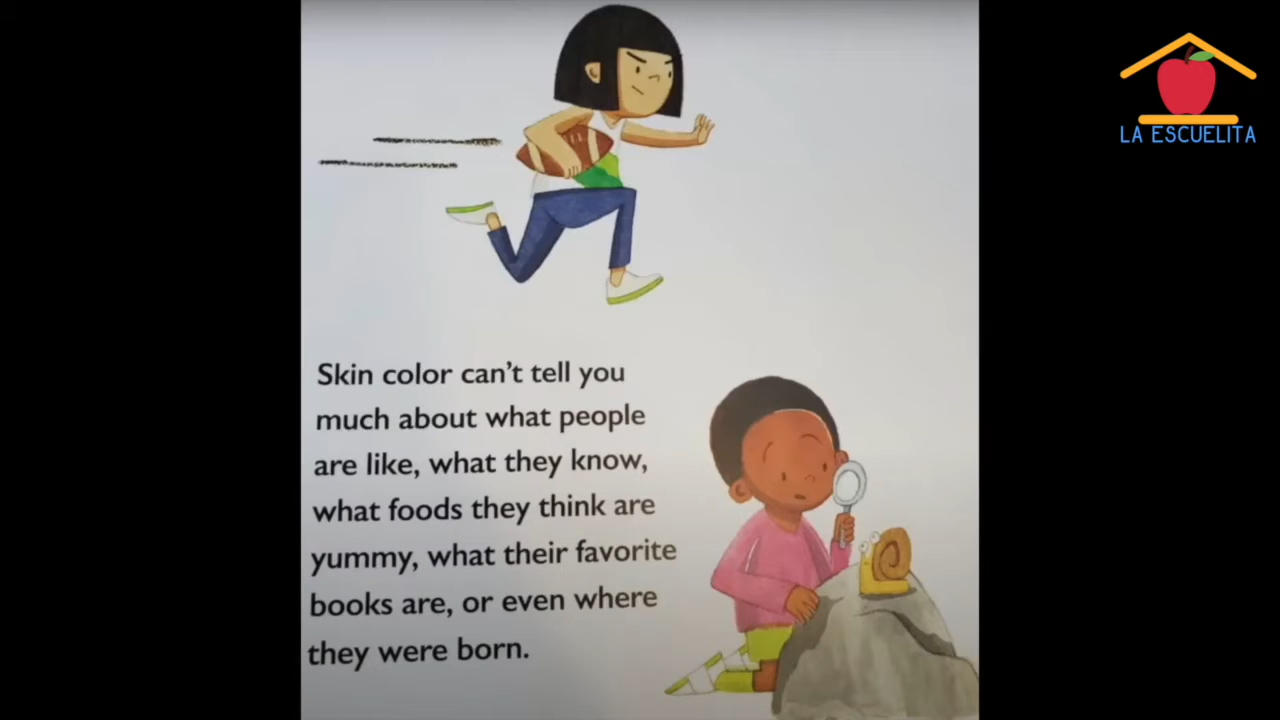 LA ESCUELITA
Skin color can't tell you
much about what people
are like, what they know,
what foods they think are
yummy, what their favorite
books are, or even where
they were born.